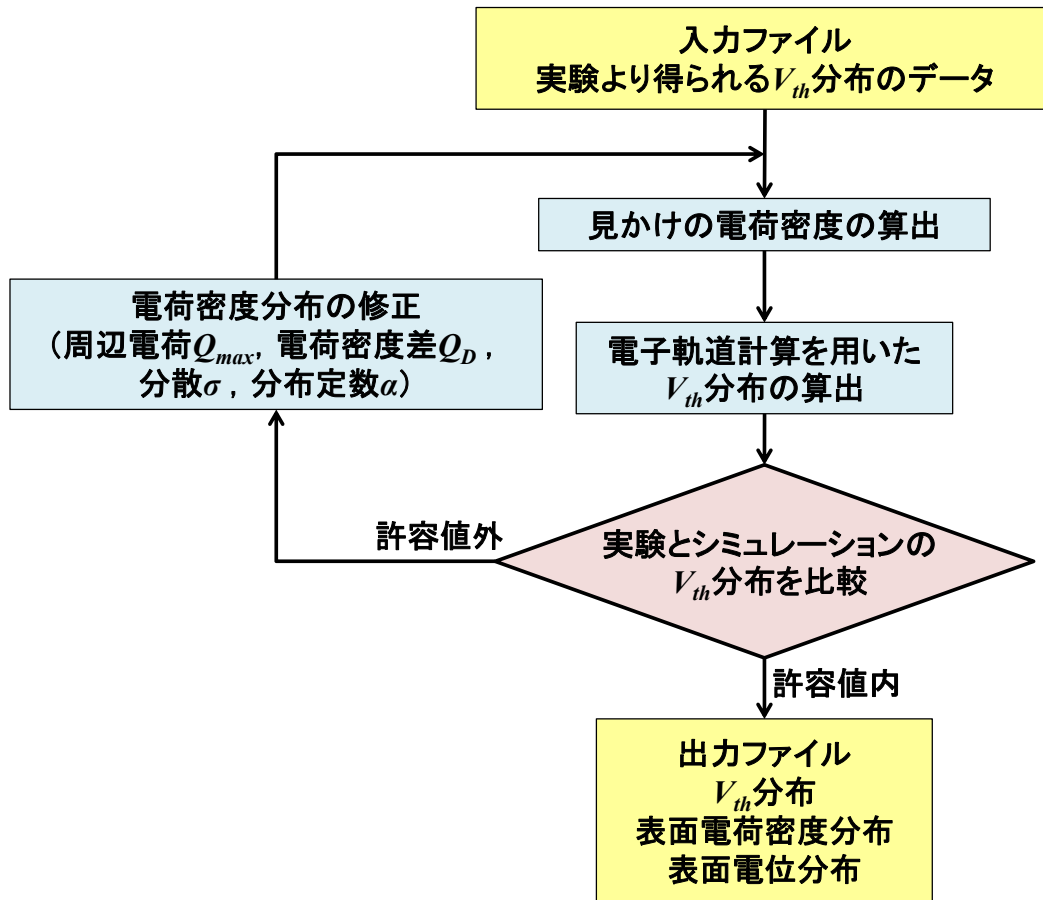 入力ファイル
実験より得られるVth分布のデータ
見かけの電荷密度の算出
電荷密度分布の修正
（周辺電荷Qmax, 電荷密度差QD ,
分散σ , 分布定数α）
電子軌道計算を用いた
Vth分布の算出
実験とシミュレーションの
Vth分布を比較
許容値外
許容値内
出力ファイル
Vth分布
表面電荷密度分布
表面電位分布